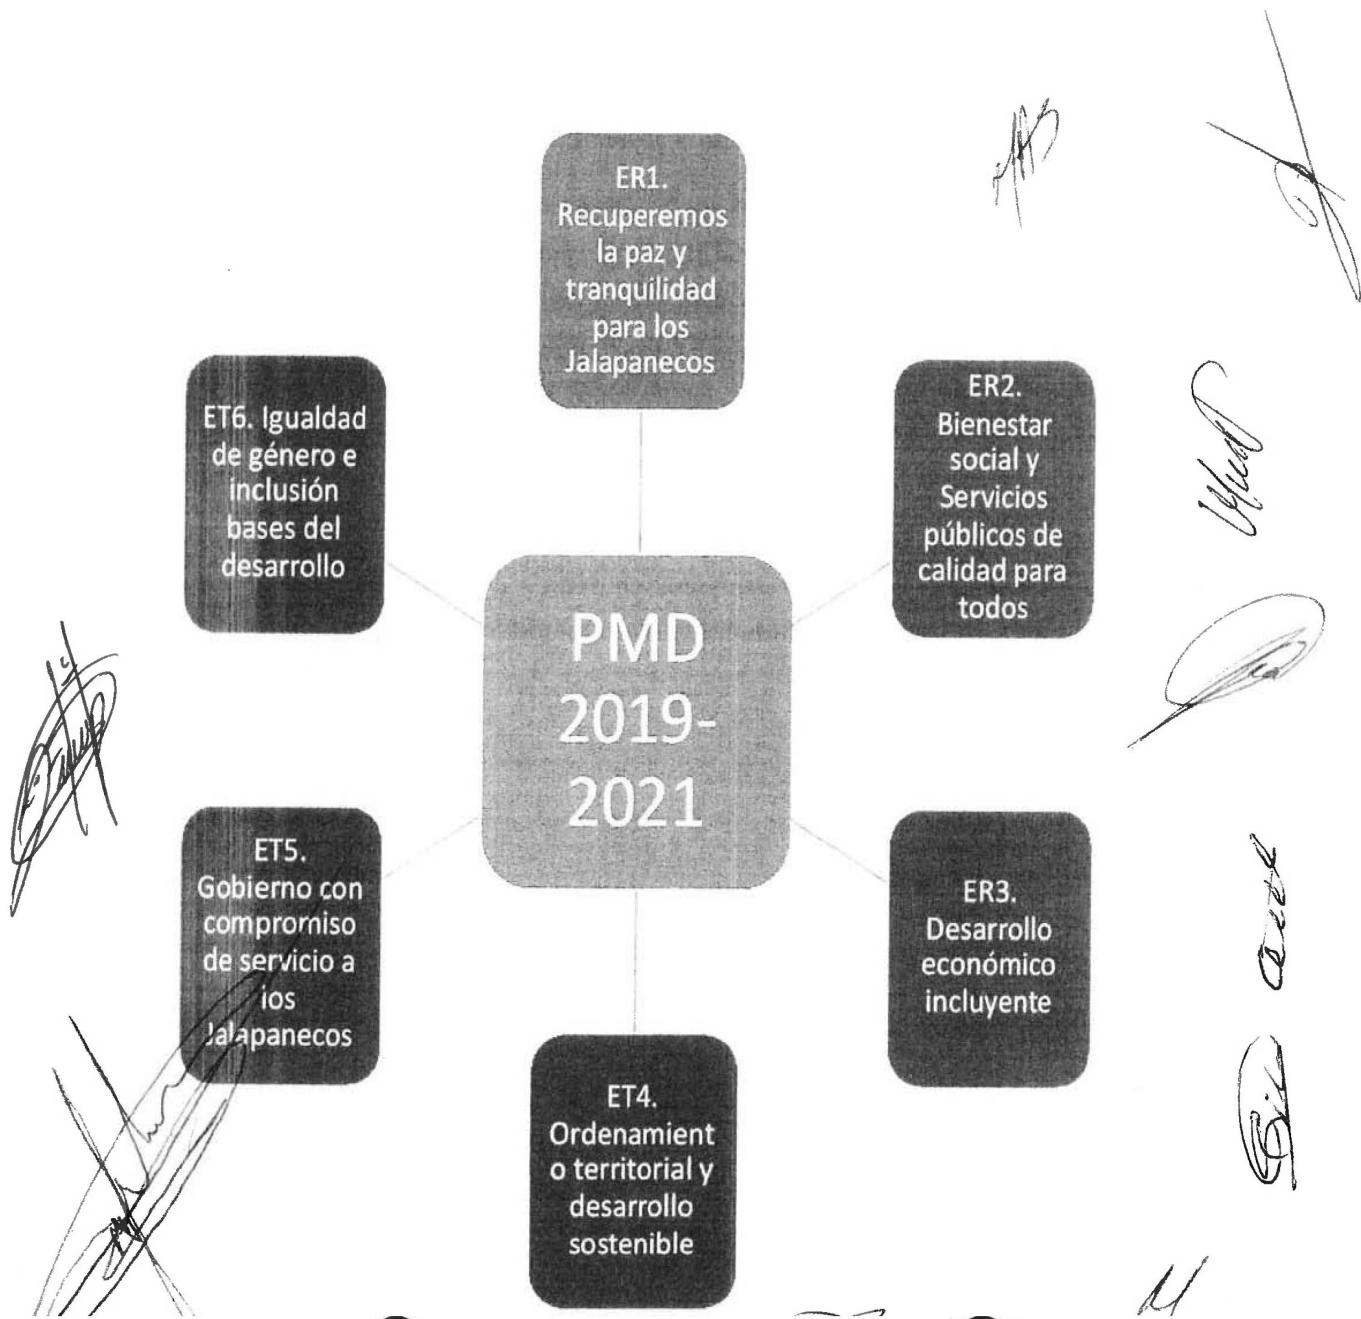 ER1.
Recuperemos
la paz y
tranquilidad
para los
Jalapanecos
ER2.
Bienestar
social y
Servicios
públicos de
calidad para
todos
ER3.
Desarrollo
económico
incluyente
ET4.
Ordenamient
o territorial y
desarrollo
sostenible
ET5.
Gobierno con
compromiso
de servicio a
los
Jalapanecos
ET6. Igualdad
de género e
inclusión
bases del
desarrollo
PMD
2019-
2021